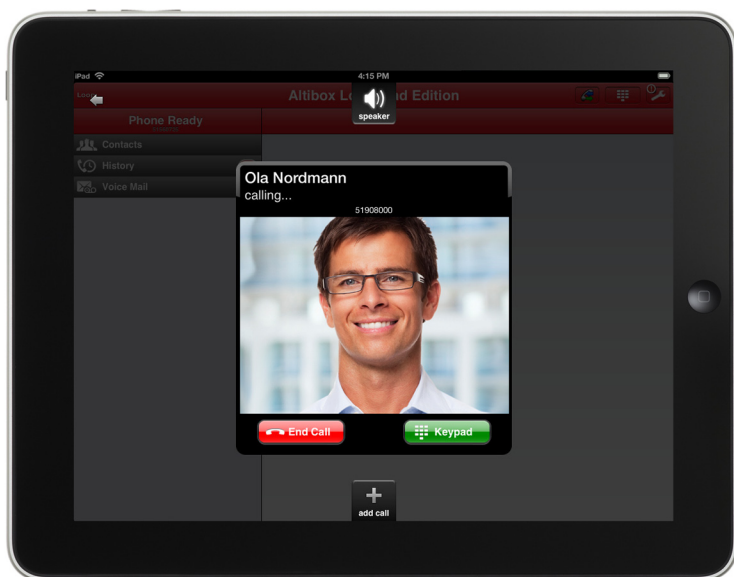 iPad
4:15 PM
Altibox
nd Edition
speaker
Phone Ready
Contacts
History
Voice Mail
Ola Nordmann
calling...
51908000
End Call
Keypad
add call